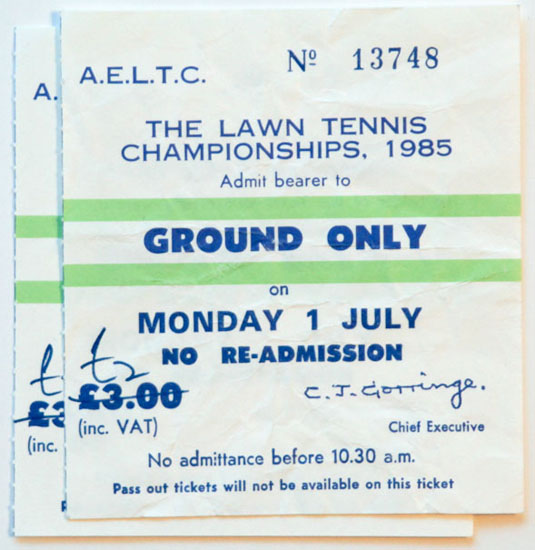 A.E.L.T.C.
Nº 13748
THE LAWN TENNIS
CHAMPIONSHIPS, 1985
Admit bearer to
GROUND ONLY
on
MONDAY 1 JULY
NO RE-ADMISSION
£2
£3.00
(inc. VAT)
C. J. Gorringe.
Chief Executive
No admittance before 10.30 a.m.
Pass out tickets will not be available on this ticket
A.
£3
(inc.